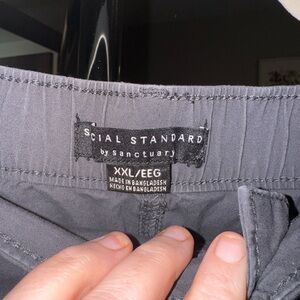 SOCIAL STANDARD
by sanctuary
XXL/EEG
MADE IN BANGLADESH
HECHO EN BANGLADESH